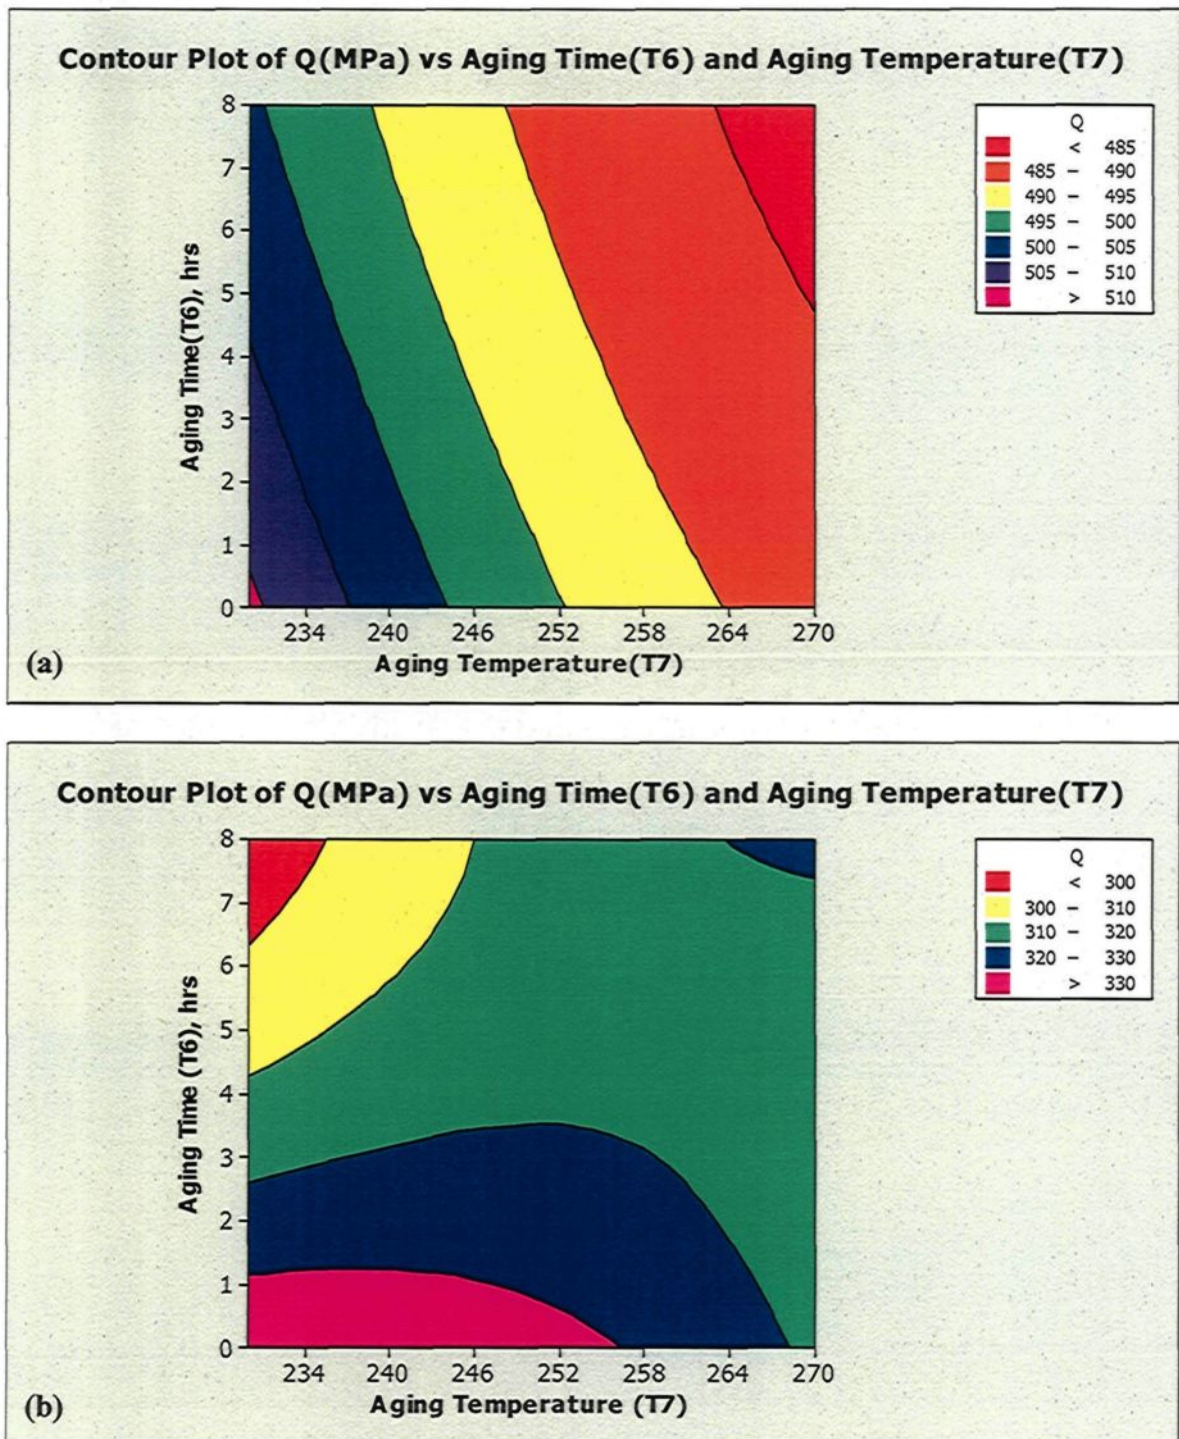 Contour Plot of Q(MPa) vs Aging Time(T6) and Aging Temperature(T7)
Q
< 485
485 – 490
490 – 495
495 – 500
500 – 505
505 – 510
> 510
Aging Time(T6), hrs
8
7
6
5
4
3
2
1
0
234 240 246 252 258 264 270
Aging Temperature(T7)
(a)
Contour Plot of Q(MPa) vs Aging Time(T6) and Aging Temperature(T7)
Q
< 300
300 – 310
310 – 320
320 – 330
> 330
Aging Time (T6), hrs
8
7
6
5
4
3
2
1
0
234 240 246 252 258 264 270
Aging Temperature (T7)
(b)